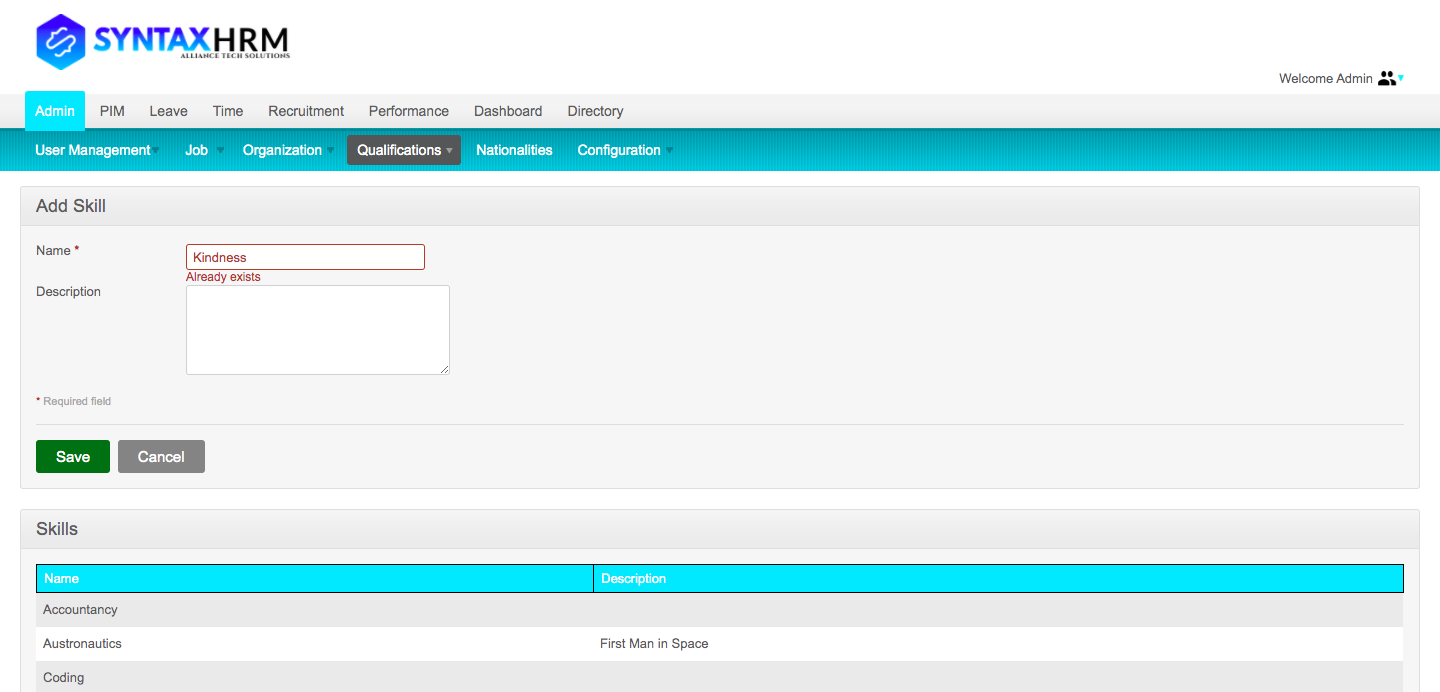 SYNTAXHRM
ALLIANCE TECH SOLUTIONS
Welcome Admin
Admin PIM Leave Time Recruitment Performance Dashboard Directory
User Management Job Organization Qualifications Nationalities Configuration
Add Skill
Name *
Kindness
Already exists
Description
* Required field
Save Cancel
Skills
Name Description
Accountancy
Austronautics First Man in Space
Coding